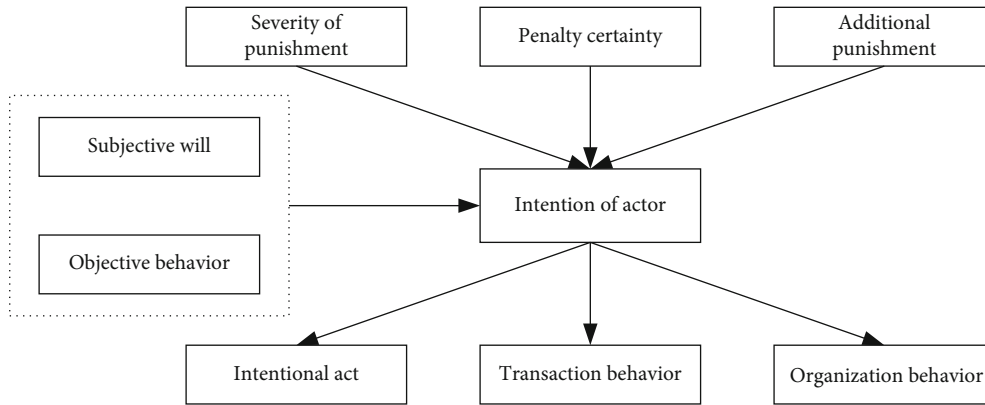 Severity of
punishment
Penalty certainty
Additional
punishment
Subjective will
Intention of actor
Objective behavior
Intentional act
Transaction behavior
Organization behavior